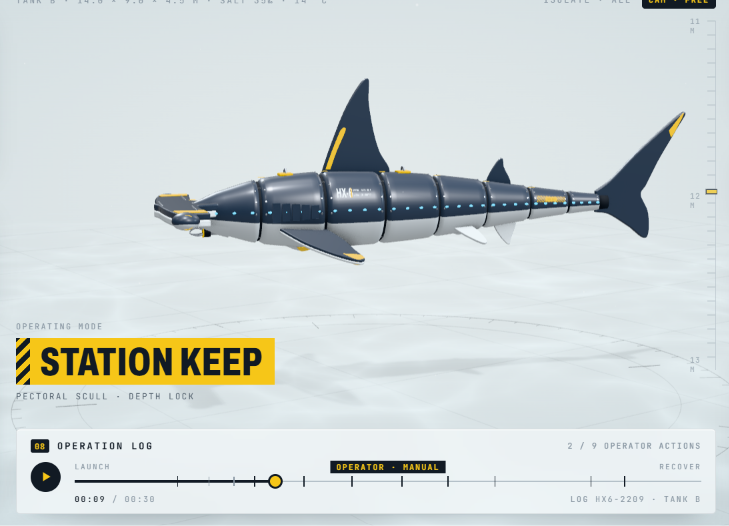 TANK B · 14.0 × 9.0 × 4.5 M · SALT 35‰ · 14 °C
ISOLATE · ALL
CAM · FREE
11 M
HX-6
12 M
OPERATING MODE
STATION KEEP
PECTORAL SCULL · DEPTH LOCK
13 M
08 OPERATION LOG
2 / 9 OPERATOR ACTIONS
LAUNCH
OPERATOR · MANUAL
RECOVER
00:09 / 00:30
LOG HX6-2209 · TANK B